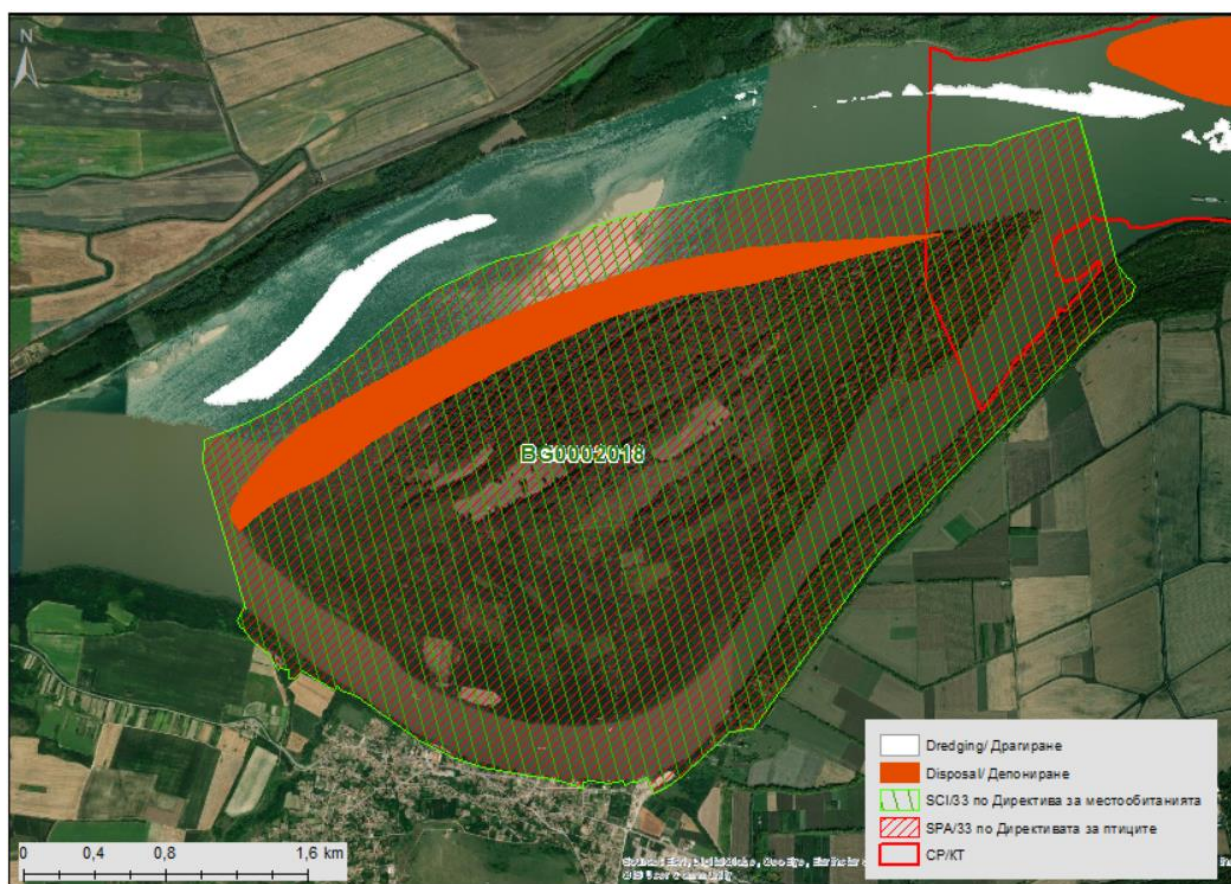 N
BG0002018
Dredging/ Драгиране
Disposal/ Депониране
SCI/ЗЗ по Директива за местообитанията
SPA/ЗЗ по Директивата за птиците
CP/КТ
0 0,4 0,8 1,6 km